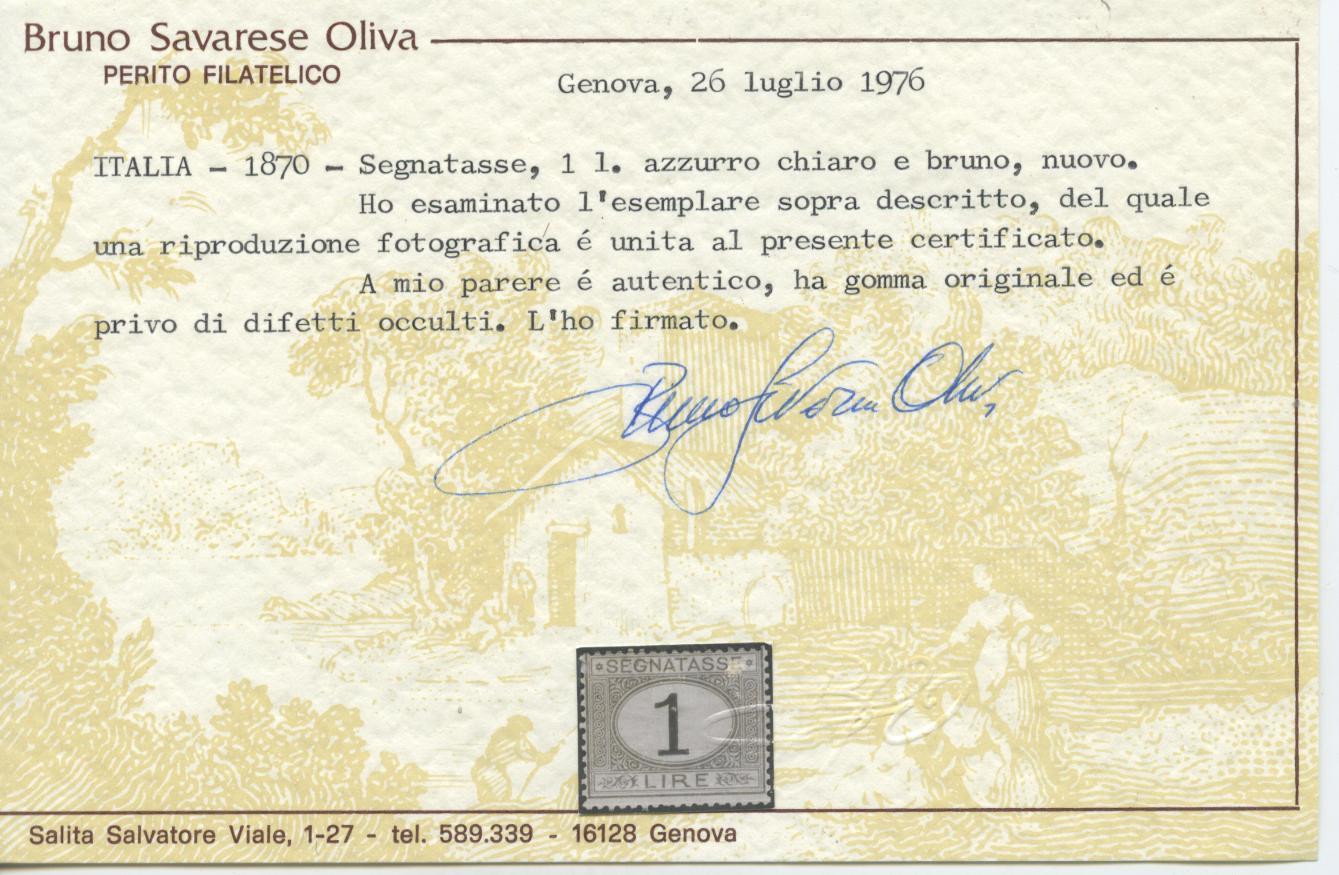 Bruno Savarese Oliva
PERITO FILATELICO
Genova, 26 luglio 1976
ITALIA - 1870 - Segnatasse, 1 l. azzurro chiaro e bruno, nuovo.
Ho esaminato l'esemplare sopra descritto, del quale
una riproduzione fotografica é unita al presente certificato.
A mio parere é autentico, ha gomma originale ed é
privo di difetti occulti. L'ho firmato.
Bruno Savarese Oliva
SEGNATASSE
1
LIRE
Salita Salvatore Viale, 1-27 - tel. 589.339 - 16128 Genova